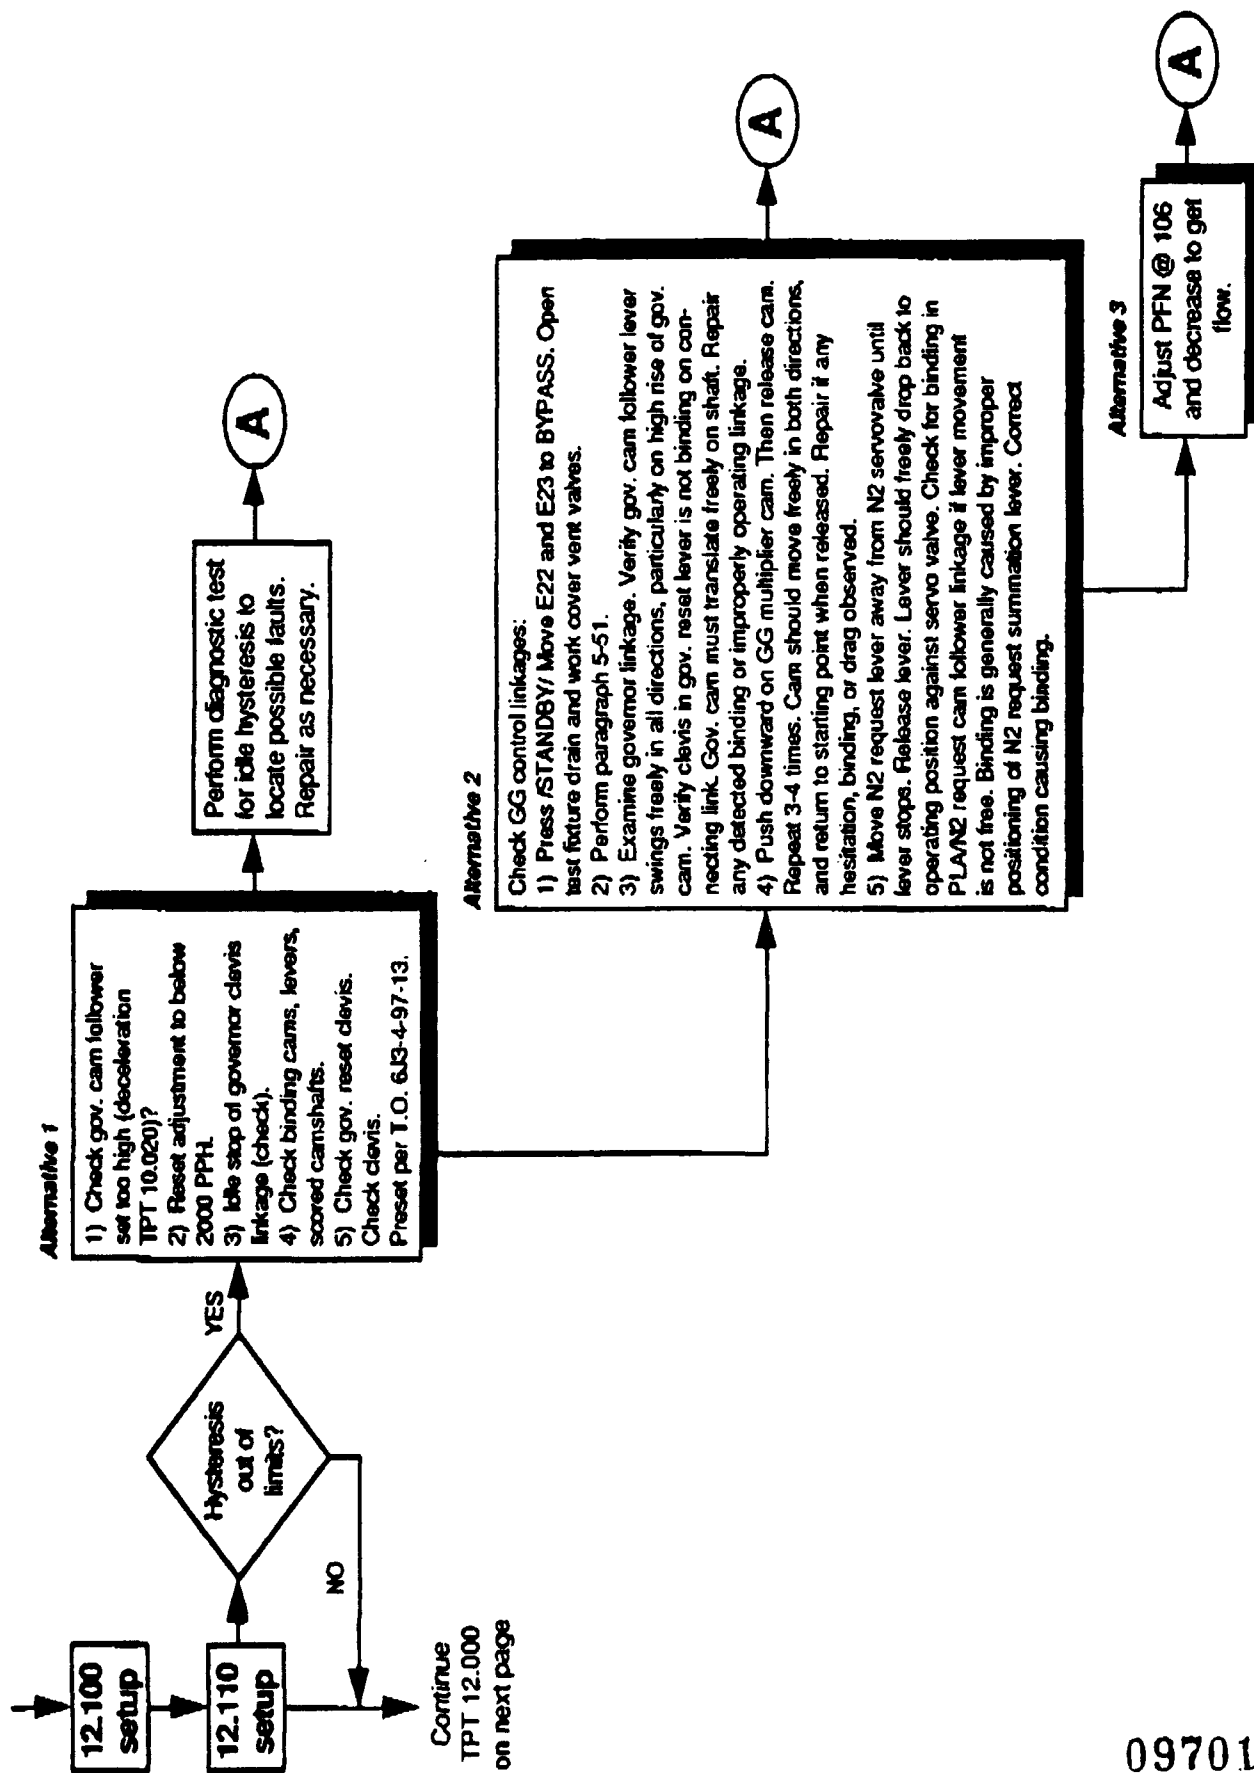 12.100
setup
12.110
setup
Continue
TPT 12.000
on next page
NO
Hysteresis
out of
limits?
YES
Alternative 1
1) Check gov. cam follower
set too high (deceleration
TPT 10.020)?
2) Reset adjustment to below
2000 PPH.
3) Idle stop of governor clevis
linkage (check).
4) Check binding cams, levers,
scored camshafts.
5) Check gov. reset clevis.
Check clevis.
Preset per T.O. 6J3-4-97-13.
Perform diagnostic test
for idle hysteresis to
locate possible faults.
Repair as necessary.
A
Alternative 2
Check GG control linkages:
1) Press /STANDBY/ Move E22 and E23 to BYPASS. Open
test fixture drain and work cover vent valves.
2) Perform paragraph 5-51.
3) Examine governor linkage. Verify gov. cam follower lever
swings freely in all directions, particularly on high rise of gov.
cam. Verify clevis in gov. reset lever is not binding on con-
necting link. Gov. cam must translate freely on shaft. Repair
any detected binding or improperly operating linkage.
4) Push downward on GG multiplier cam. Then release cam.
Repeat 3-4 times. Cam should move freely in both directions,
and return to starting point when released. Repair if any
hesitation, binding, or drag observed.
5) Move N2 request lever away from N2 servovalve until
lever stops. Release lever. Lever should freely drop back to
operating position against servo valve. Check for binding in
PLA/N2 request cam follower linkage if lever movement
is not free. Binding is generally caused by improper
positioning of N2 request summation lever. Correct
condition causing binding.
A
Alternative 3
Adjust PFN @ 106
and decrease to get
flow.
A
09701